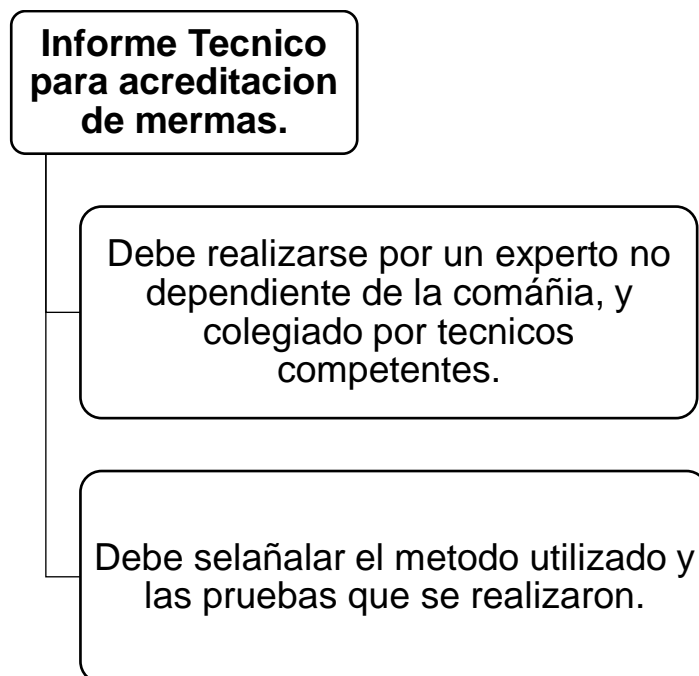 Informe Tecnico
para acreditacion
de mermas.
Debe realizarse por un experto no
dependiente de la comáñia, y
colegiado por tecnicos
competentes.
Debe selañalar el metodo utilizado y
las pruebas que se realizaron.